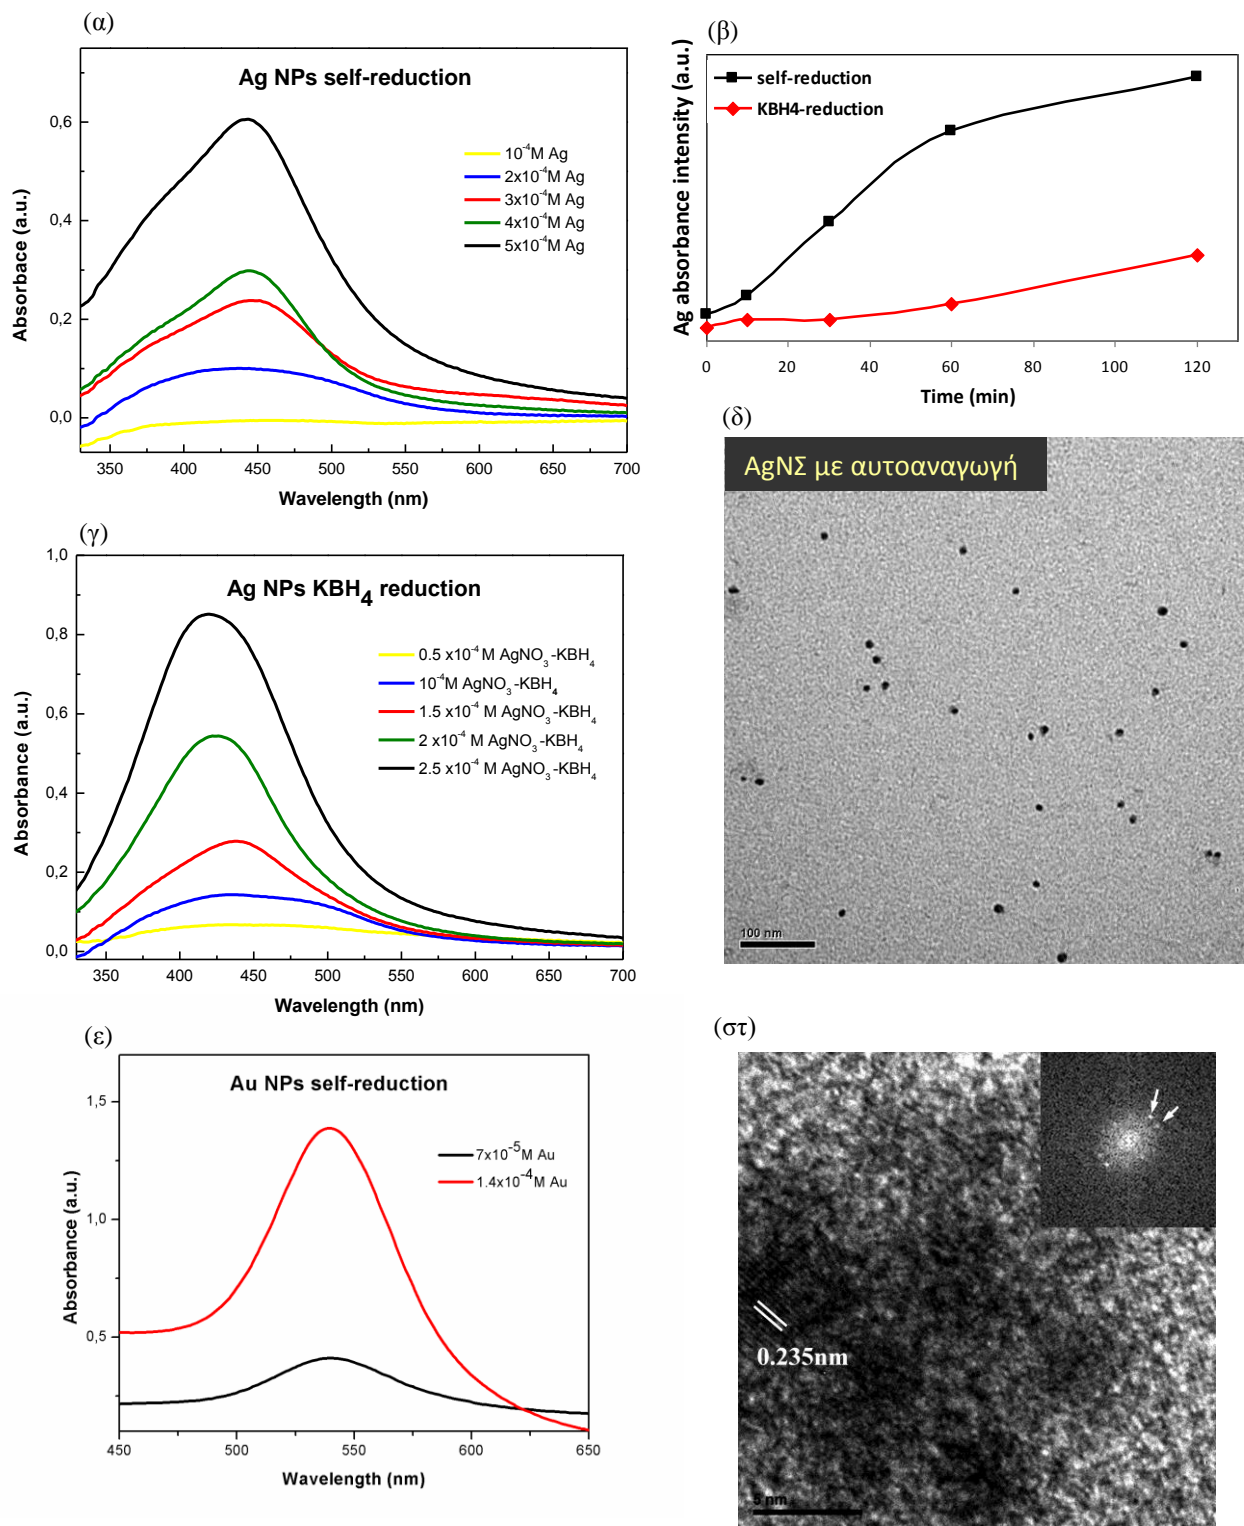 (α)
Ag NPs self-reduction
0,6
0,4
0,2
0,0
Absorbace (a.u.)
10⁻⁴M Ag
2x10⁻⁴M Ag
3x10⁻⁴M Ag
4x10⁻⁴M Ag
5x10⁻⁴M Ag
350 400 450 500 550 600 650 700
Wavelength (nm)
(β)
Ag absorbance intensity (a.u.)
self-reduction
KBH4-reduction
0 20 40 60 80 100 120
Time (min)
(γ)
Ag NPs KBH₄ reduction
1,0
0,8
0,6
0,4
0,2
0,0
Absorbance (a.u.)
0.5 x10⁻⁴ M AgNO₃-KBH₄
10⁻⁴M AgNO₃-KBH₄
1.5 x10⁻⁴ M AgNO₃-KBH₄
2 x10⁻⁴ M AgNO₃-KBH₄
2.5 x10⁻⁴ M AgNO₃-KBH₄
350 400 450 500 550 600 650 700
Wavelength (nm)
(δ)
AgΝΣ με αυτοαναγωγή
100 nm
(ε)
Au NPs self-reduction
1,5
1,0
0,5
Absorbance (a.u.)
7x10⁻⁵M Au
1.4x10⁻⁴M Au
450 500 550 600 650
Wavelength (nm)
(στ)
0.235nm
5 nm